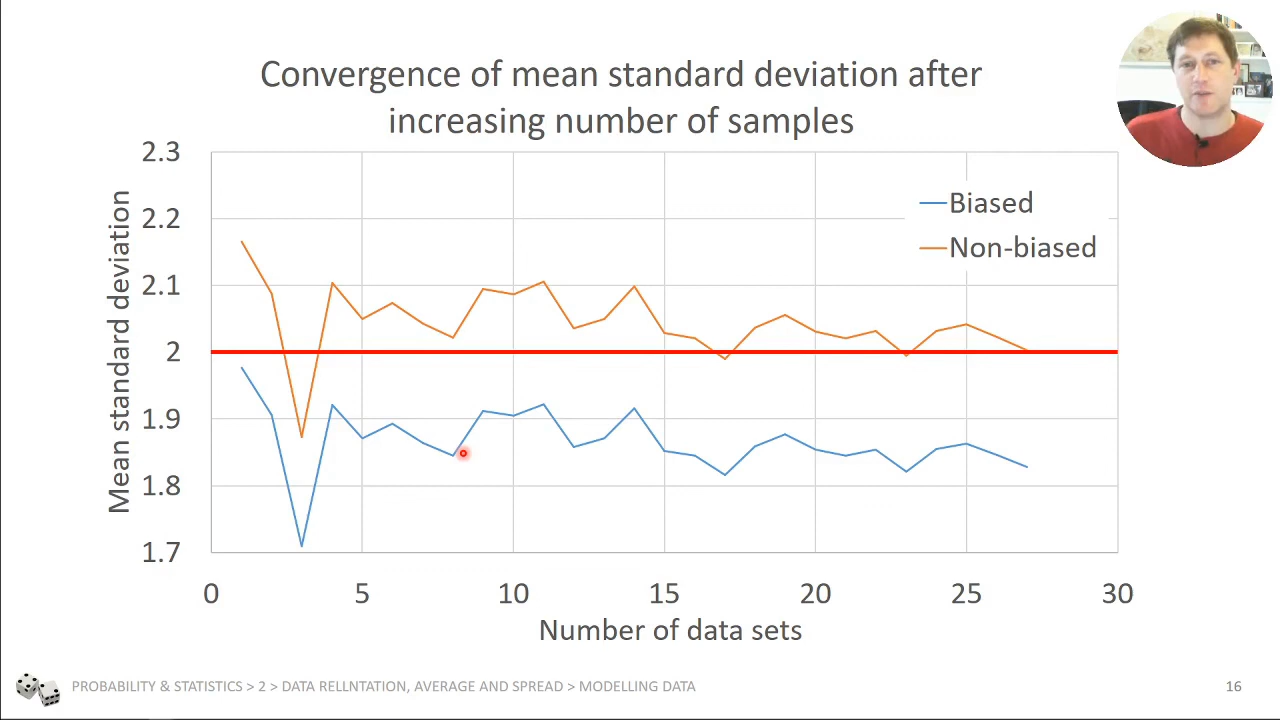 Convergence of mean standard deviation after
increasing number of samples
2.3
2.2
2.1
2
1.9
1.8
1.7
Mean standard deviation
Biased
Non-biased
0 5 10 15 20 25 30
Number of data sets
PROBABILITY & STATISTICS > 2 > DATA RELLNTATION, AVERAGE AND SPREAD > MODELLING DATA
16